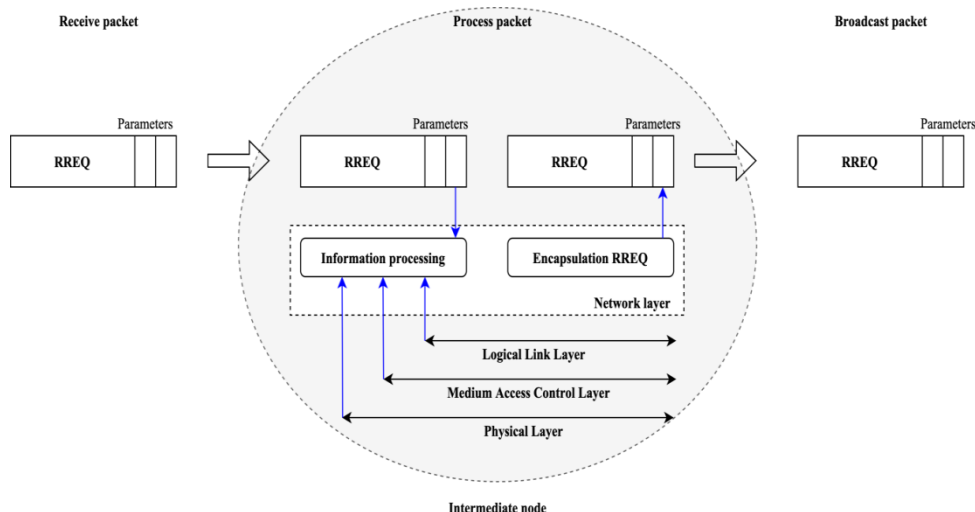 Receive packet
Process packet
Broadcast packet
Parameters
Parameters
Parameters
Parameters
RREQ
RREQ
RREQ
RREQ
Information processing
Encapsulation RREQ
Network layer
Logical Link Layer
Medium Access Control Layer
Physical Layer
Intermediate node